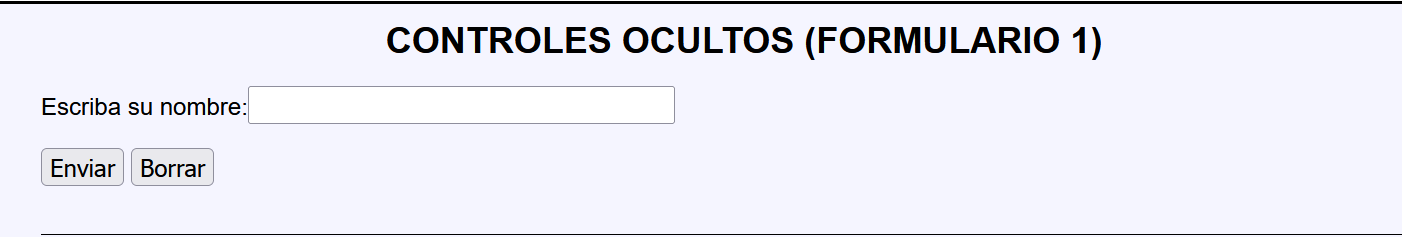 CONTROLES OCULTOS (FORMULARIO 1)
Escriba su nombre:
Enviar Borrar